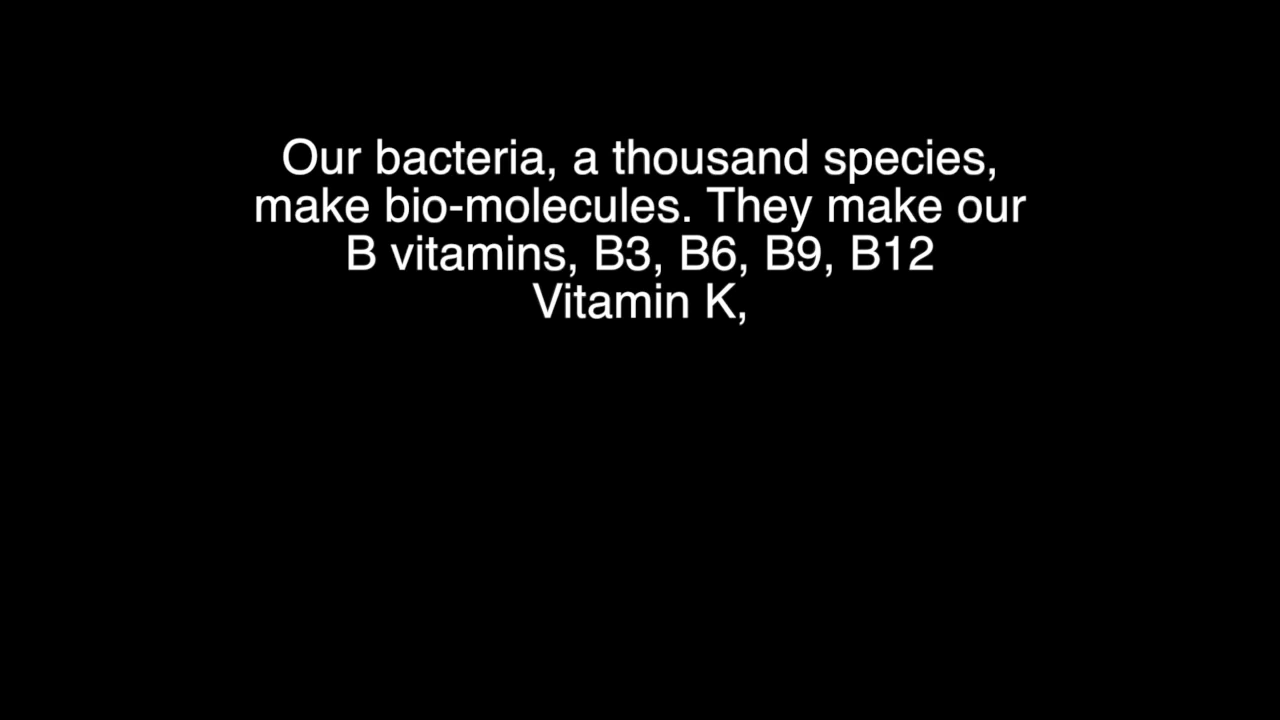 Our bacteria, a thousand species,
make bio-molecules. They make our
B vitamins, B3, B6, B9, B12
Vitamin K,